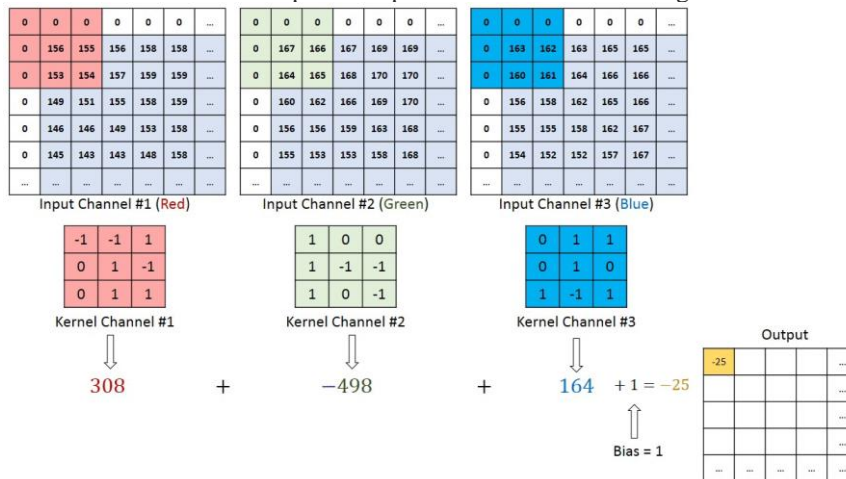 0 0 0 0 0 0 ...
0 156 155 156 158 158 ...
0 153 154 157 159 159 ...
0 149 151 155 158 159 ...
0 146 146 149 153 158 ...
0 145 143 143 148 158 ...
... ... ... ... ... ... ...
Input Channel #1 (Red)
0 0 0 0 0 0 ...
0 167 166 167 169 169 ...
0 164 165 168 170 170 ...
0 160 162 166 169 170 ...
0 156 156 159 163 168 ...
0 155 153 153 158 168 ...
... ... ... ... ... ... ...
Input Channel #2 (Green)
0 0 0 0 0 0 ...
0 163 162 163 165 165 ...
0 160 161 164 166 166 ...
0 156 158 162 165 166 ...
0 155 155 158 162 167 ...
0 154 152 152 157 167 ...
... ... ... ... ... ... ...
Input Channel #3 (Blue)
-1 -1 1
0 1 -1
0 1 1
Kernel Channel #1
1 0 0
1 -1 -1
1 0 -1
Kernel Channel #2
0 1 1
0 1 0
1 -1 1
Kernel Channel #3
308 + −498 + 164 + 1 = −25
Bias = 1
Output
-25 ...
...
...
...
... ... ... ... ...